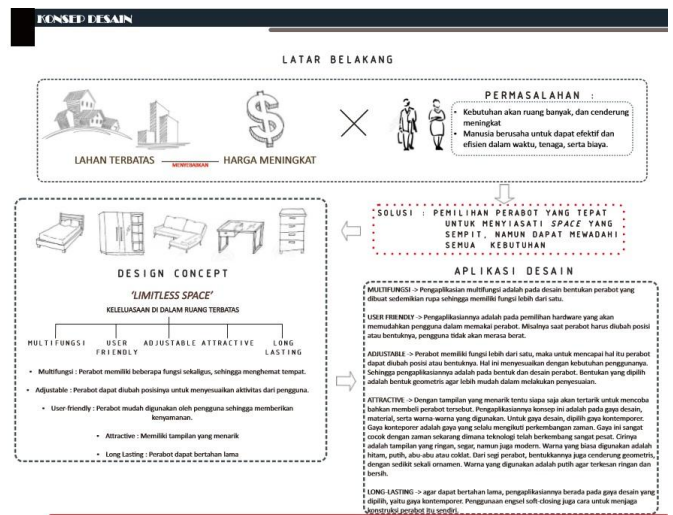 KONSEP DESAIN
LATAR BELAKANG
LAHAN TERBATAS
MENYEBABKAN
HARGA MENINGKAT
PERMASALAHAN :
• Kebutuhan akan ruang banyak, dan cenderung
meningkat
• Manusia berusaha untuk dapat efektif dan
efisien dalam waktu, tenaga, serta biaya.
SOLUSI : PEMILIHAN PERABOT YANG TEPAT
UNTUK MENYIASATI SPACE YANG
SEMPIT, NAMUN DAPAT MEWADAHI
SEMUA KEBUTUHAN
DESIGN CONCEPT
'LIMITLESS SPACE'
KELELUASAAN DI DALAM RUANG TERBATAS
MULTIFUNGSI
USER
FRIENDLY
ADJUSTABLE
ATTRACTIVE
LONG
LASTING
• Multifungsi : Perabot memiliki beberapa fungsi sekaligus, sehingga menghemat tempat.
• Adjustable : Perabot dapat diubah posisinya untuk menyesuaikan aktivitas dari pengguna.
• User-friendly : Perabot mudah digunakan oleh pengguna sehingga memberikan
kenyamanan.
• Attractive : Memiliki tampilan yang menarik
• Long Lasting : Perabot dapat bertahan lama
APLIKASI DESAIN
MULTIFUNGSI -> Pengaplikasian multifungsi adalah pada desain bentukan perabot yang
dibuat sedemikian rupa sehingga memiliki fungsi lebih dari satu.
USER FRIENDLY -> Pengaplikasiannya adalah pada pemilihan hardware yang akan
memudahkan pengguna dalam memakai perabot. Misalnya saat perabot harus diubah posisi
atau bentuknya, pengguna tidak akan merasa berat.
ADJUSTABLE -> Perabot memiliki fungsi lebih dari satu, maka untuk mencapai hal itu perabot
dapat diubah posisi atau bentuknya. Hal ini menyesuaikan dengan kebutuhan penggunanya.
Sehingga pengaplikasiannya adalah pada bentuk dan desain perabot. Bentukan yang dipilih
adalah bentuk geometris agar lebih mudah dalam melakukan penyesuaian.
ATTRACTIVE -> Dengan tampilan yang menarik tentu siapa saja akan tertarik untuk mencoba
bahkan membeli perabot tersebut. Pengaplikasiannya konsep ini adalah pada gaya desain,
material, serta warna-warna yang digunakan. Untuk gaya desain, dipilih gaya kontemporer.
Gaya konteporer adalah gaya yang selalu mengikuti perkembangan zaman. Gaya ini sangat
cocok dengan zaman sekarang dimana teknologi telah berkembang sangat pesat. Cirinya
adalah tampilan yang ringan, segar, namun juga modern. Warna yang biasa digunakan adalah
hitam, putih, abu-abu atau coklat. Dari segi perabot, bentukkannya juga cenderung geometris,
dengan sedikit sekali ornamen. Warna yang digunakan adalah putih agar terkesan ringan dan
bersih.
LONG-LASTING -> agar dapat bertahan lama, pengaplikasiannya berada pada gaya desain yang
dipilih, yaitu gaya kontemporer. Penggunaan engsel soft-closing juga cara untuk menjaga
konstruksi perabot itu sendiri.